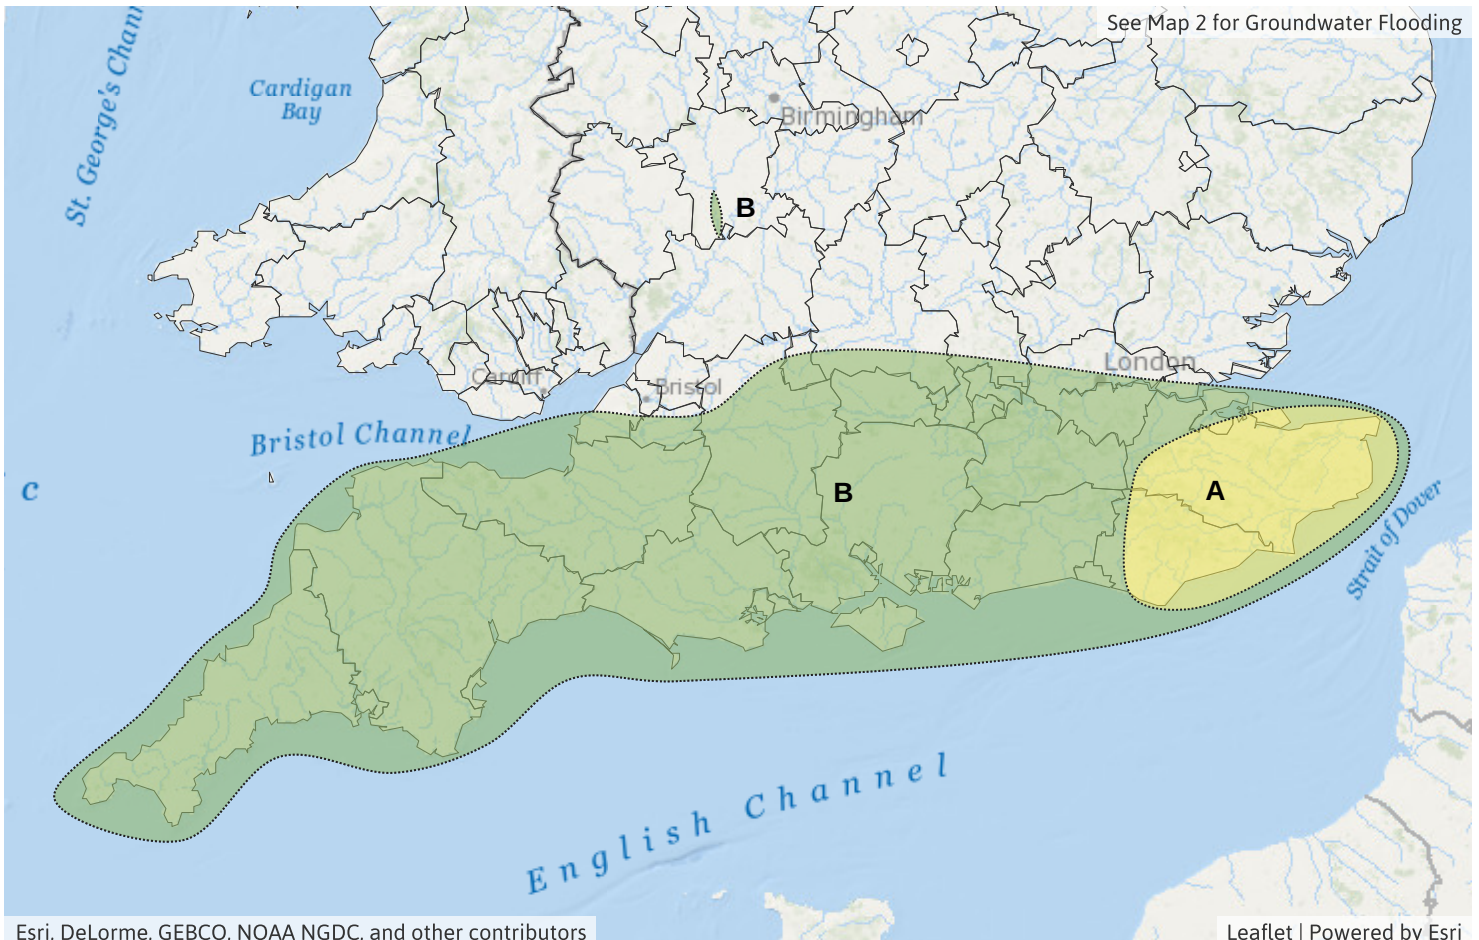 See Map 2 for Groundwater Flooding
St. George's Chann
Cardigan
Bay
Birmingham
B
London
Cardiff
Bristol
Bristol Channel
c
B
A
Strait of Dover
English Channel
Esri, DeLorme, GEBCO, NOAA NGDC, and other contributors
Leaflet | Powered by Esri